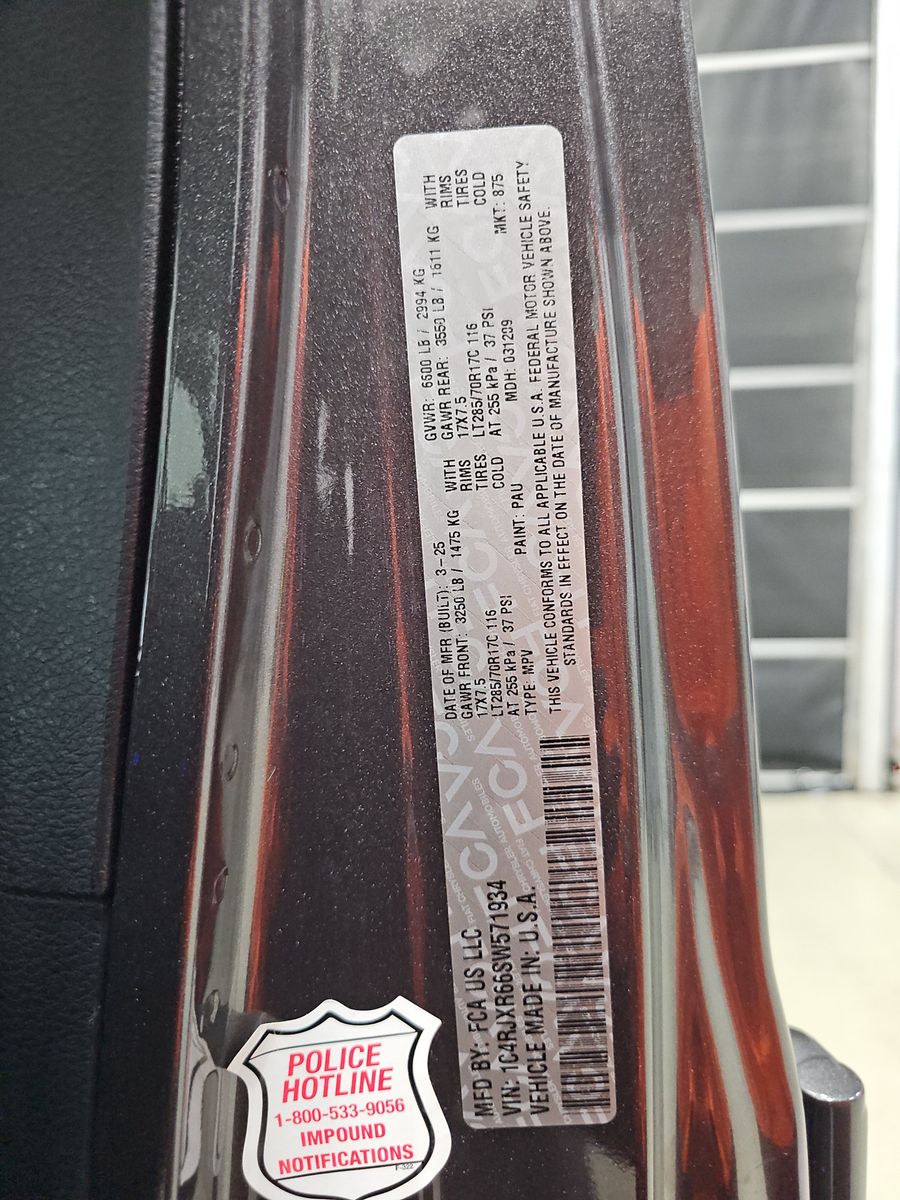 MFD BY: FCA US LLC
VIN: 1C4RJXR66SW571934
VEHICLE MADE IN: U.S.A.
DATE OF MFR (BUILT): 3-25 GVWR: 6600 LB / 2994 KG
GAWR FRONT: 3250 LB / 1475 KG WITH GAWR REAR: 3550 LB / 1611 KG WITH
17X7.5 RIMS 17X7.5 RIMS
LT285/70R17C 116 TIRES LT285/70R17C 116 TIRES
AT 255 kPa / 37 PSI COLD AT 255 kPa / 37 PSI COLD
TYPE: MPV PAINT: PAU MDH: 031209 MKT: 875
THIS VEHICLE CONFORMS TO ALL APPLICABLE U.S.A. FEDERAL MOTOR VEHICLE SAFETY
STANDARDS IN EFFECT ON THE DATE OF MANUFACTURE SHOWN ABOVE.
POLICE
HOTLINE
1-800-533-9056
IMPOUND
NOTIFICATIONS
F-322